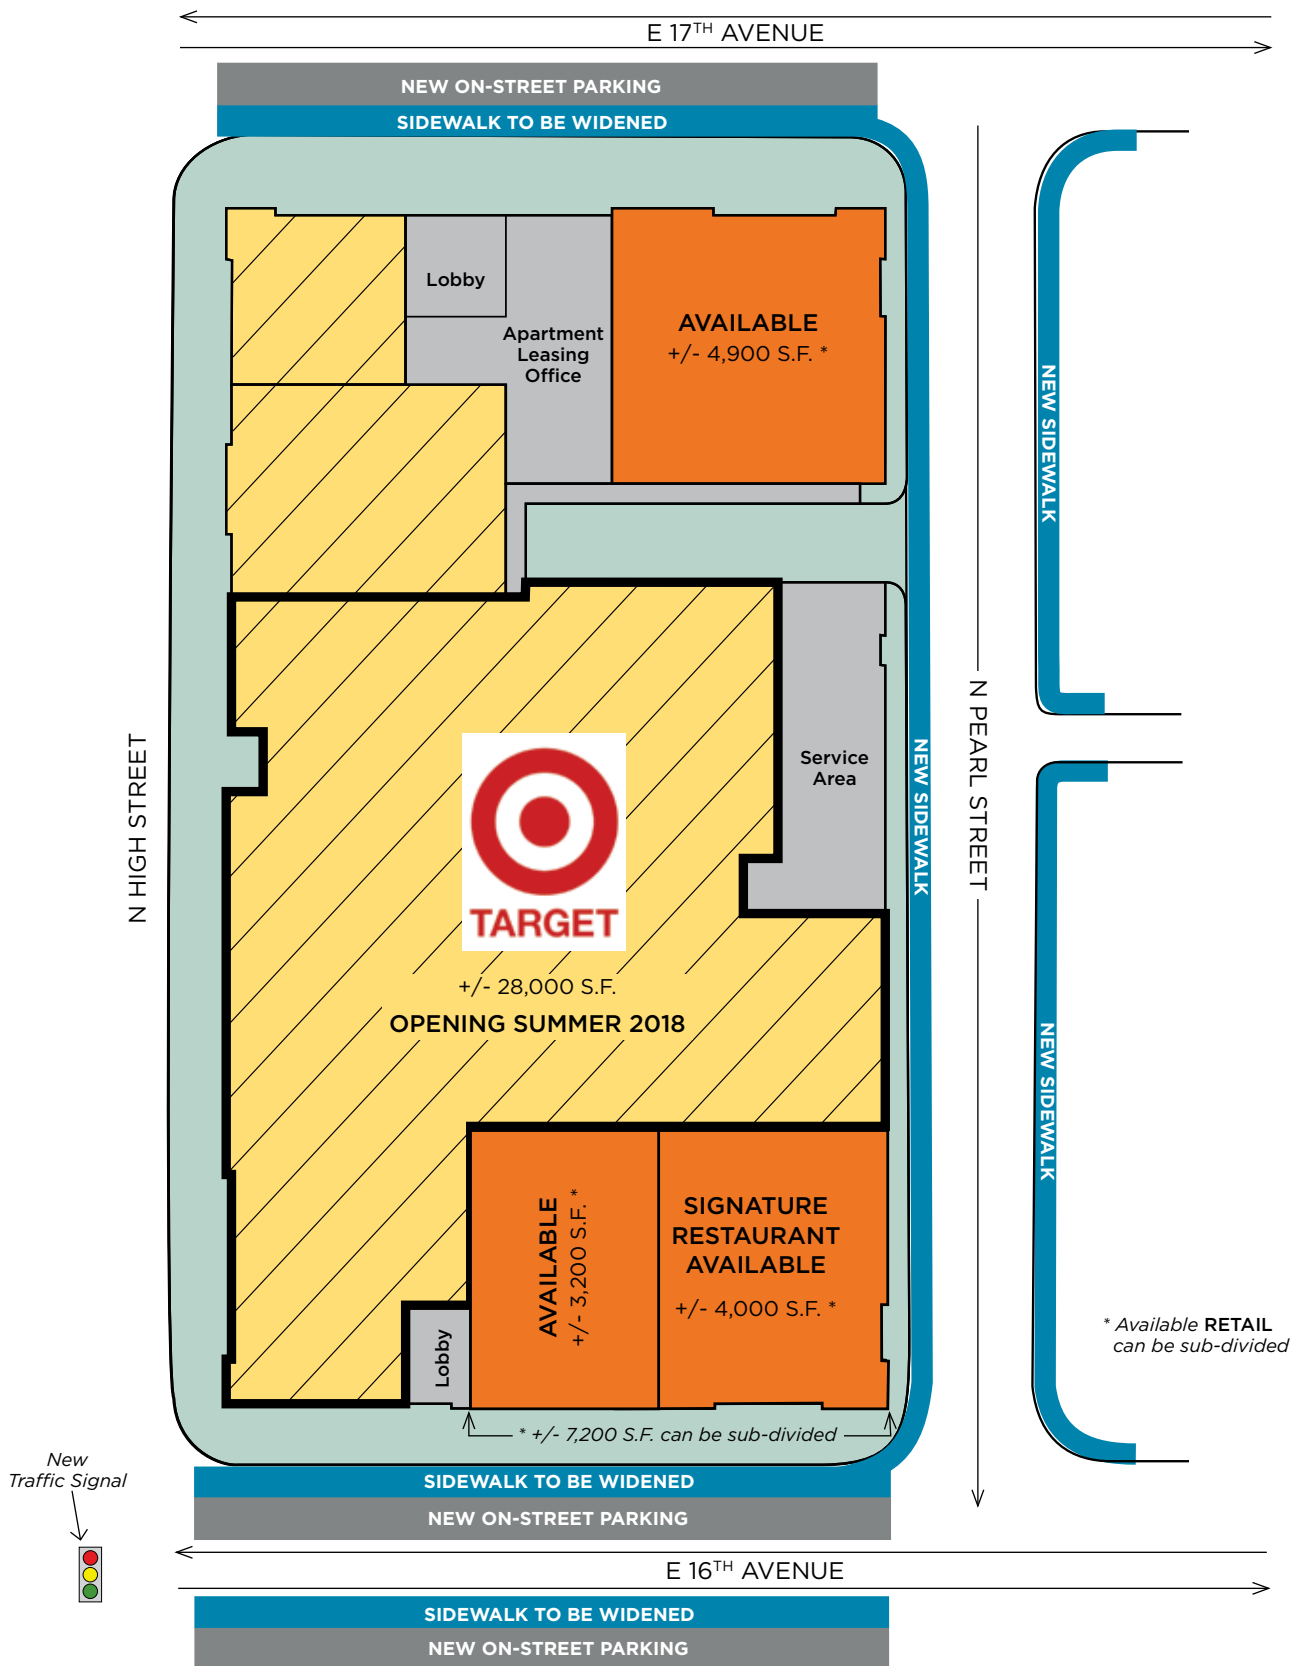 E 17TH AVENUE
NEW ON-STREET PARKING
SIDEWALK TO BE WIDENED
Lobby
Apartment
Leasing
Office
AVAILABLE
+/- 4,900 S.F. *
NEW SIDEWALK
N HIGH STREET
TARGET
+/- 28,000 S.F.
OPENING SUMMER 2018
Service
Area
NEW SIDEWALK
N PEARL STREET
NEW SIDEWALK
AVAILABLE
+/- 3,200 S.F. *
SIGNATURE
RESTAURANT
AVAILABLE
+/- 4,000 S.F. *
Lobby
* Available RETAIL
can be sub-divided
* +/- 7,200 S.F. can be sub-divided
New
Traffic Signal
SIDEWALK TO BE WIDENED
NEW ON-STREET PARKING
E 16TH AVENUE
SIDEWALK TO BE WIDENED
NEW ON-STREET PARKING